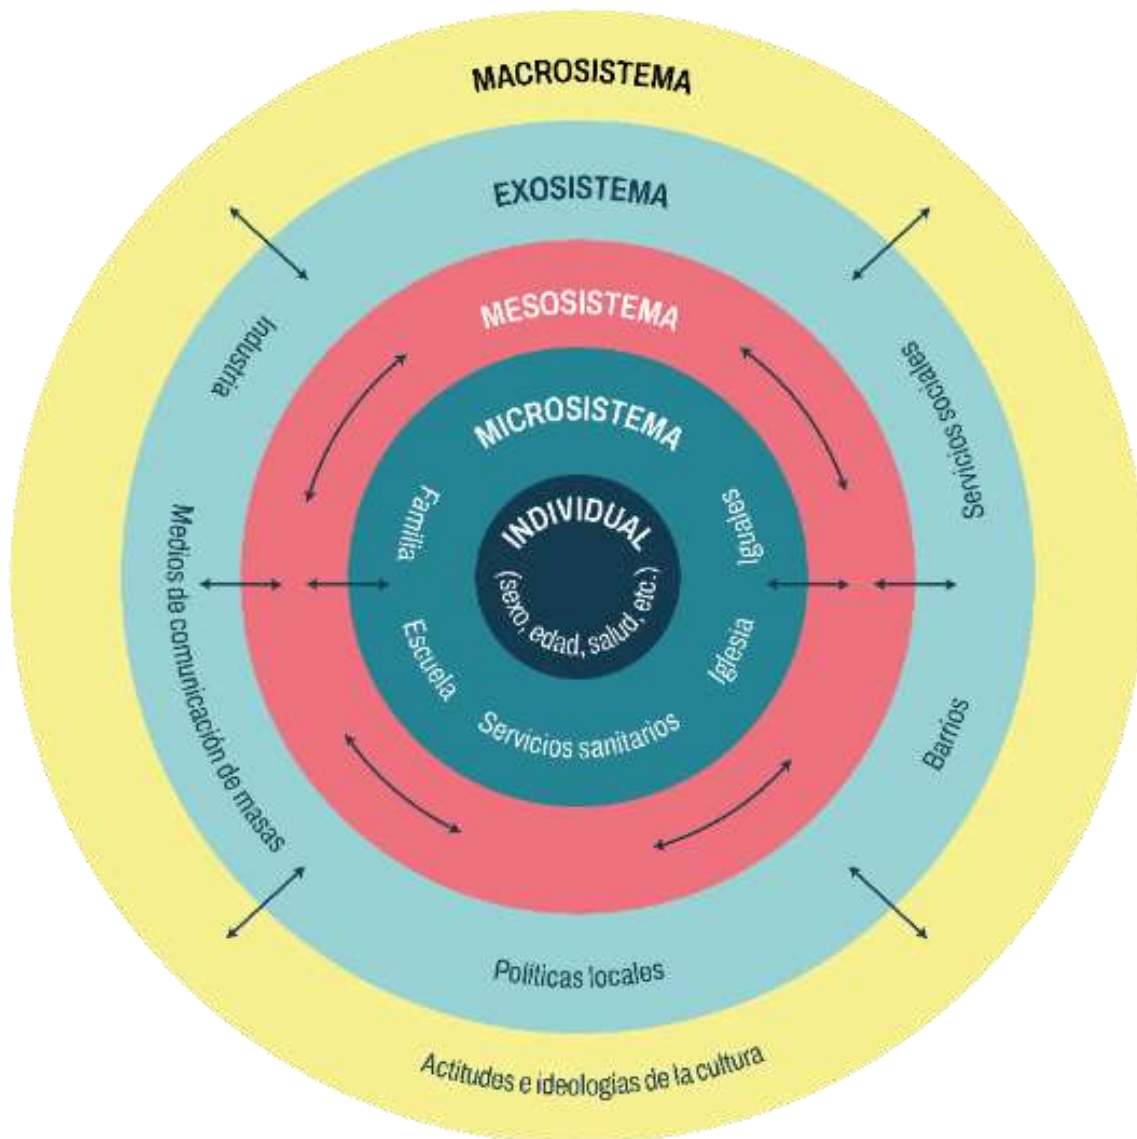 MACROSISTEMA
EXOSISTEMA
MESOSISTEMA
MICROSISTEMA
INDIVIDUAL
(sexo, edad, salud, etc.)
Familia
Iguales
Escuela
Iglesia
Servicios sanitarios
Industria
Servicios sociales
Medios de comunicación de masas
Barrios
Políticas locales
Actitudes e ideologías de la cultura